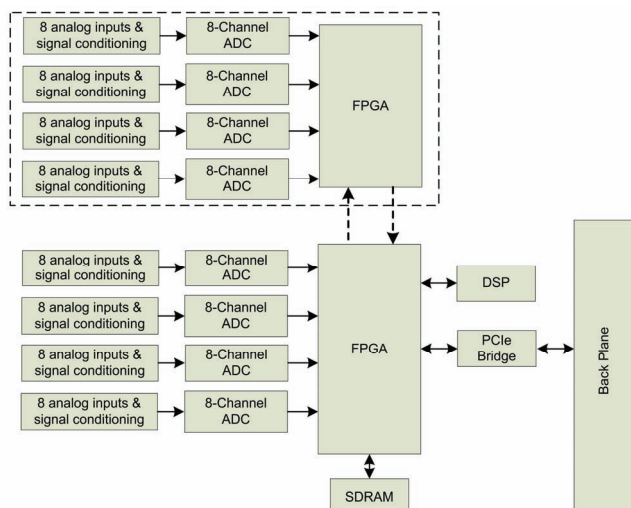 8 analog inputs &
signal conditioning
8-Channel
ADC
8 analog inputs &
signal conditioning
8-Channel
ADC
8 analog inputs &
signal conditioning
8-Channel
ADC
8 analog inputs &
signal conditioning
8-Channel
ADC
FPGA
8 analog inputs &
signal conditioning
8-Channel
ADC
8 analog inputs &
signal conditioning
8-Channel
ADC
8 analog inputs &
signal conditioning
8-Channel
ADC
8 analog inputs &
signal conditioning
8-Channel
ADC
FPGA
DSP
PCIe
Bridge
Back Plane
SDRAM